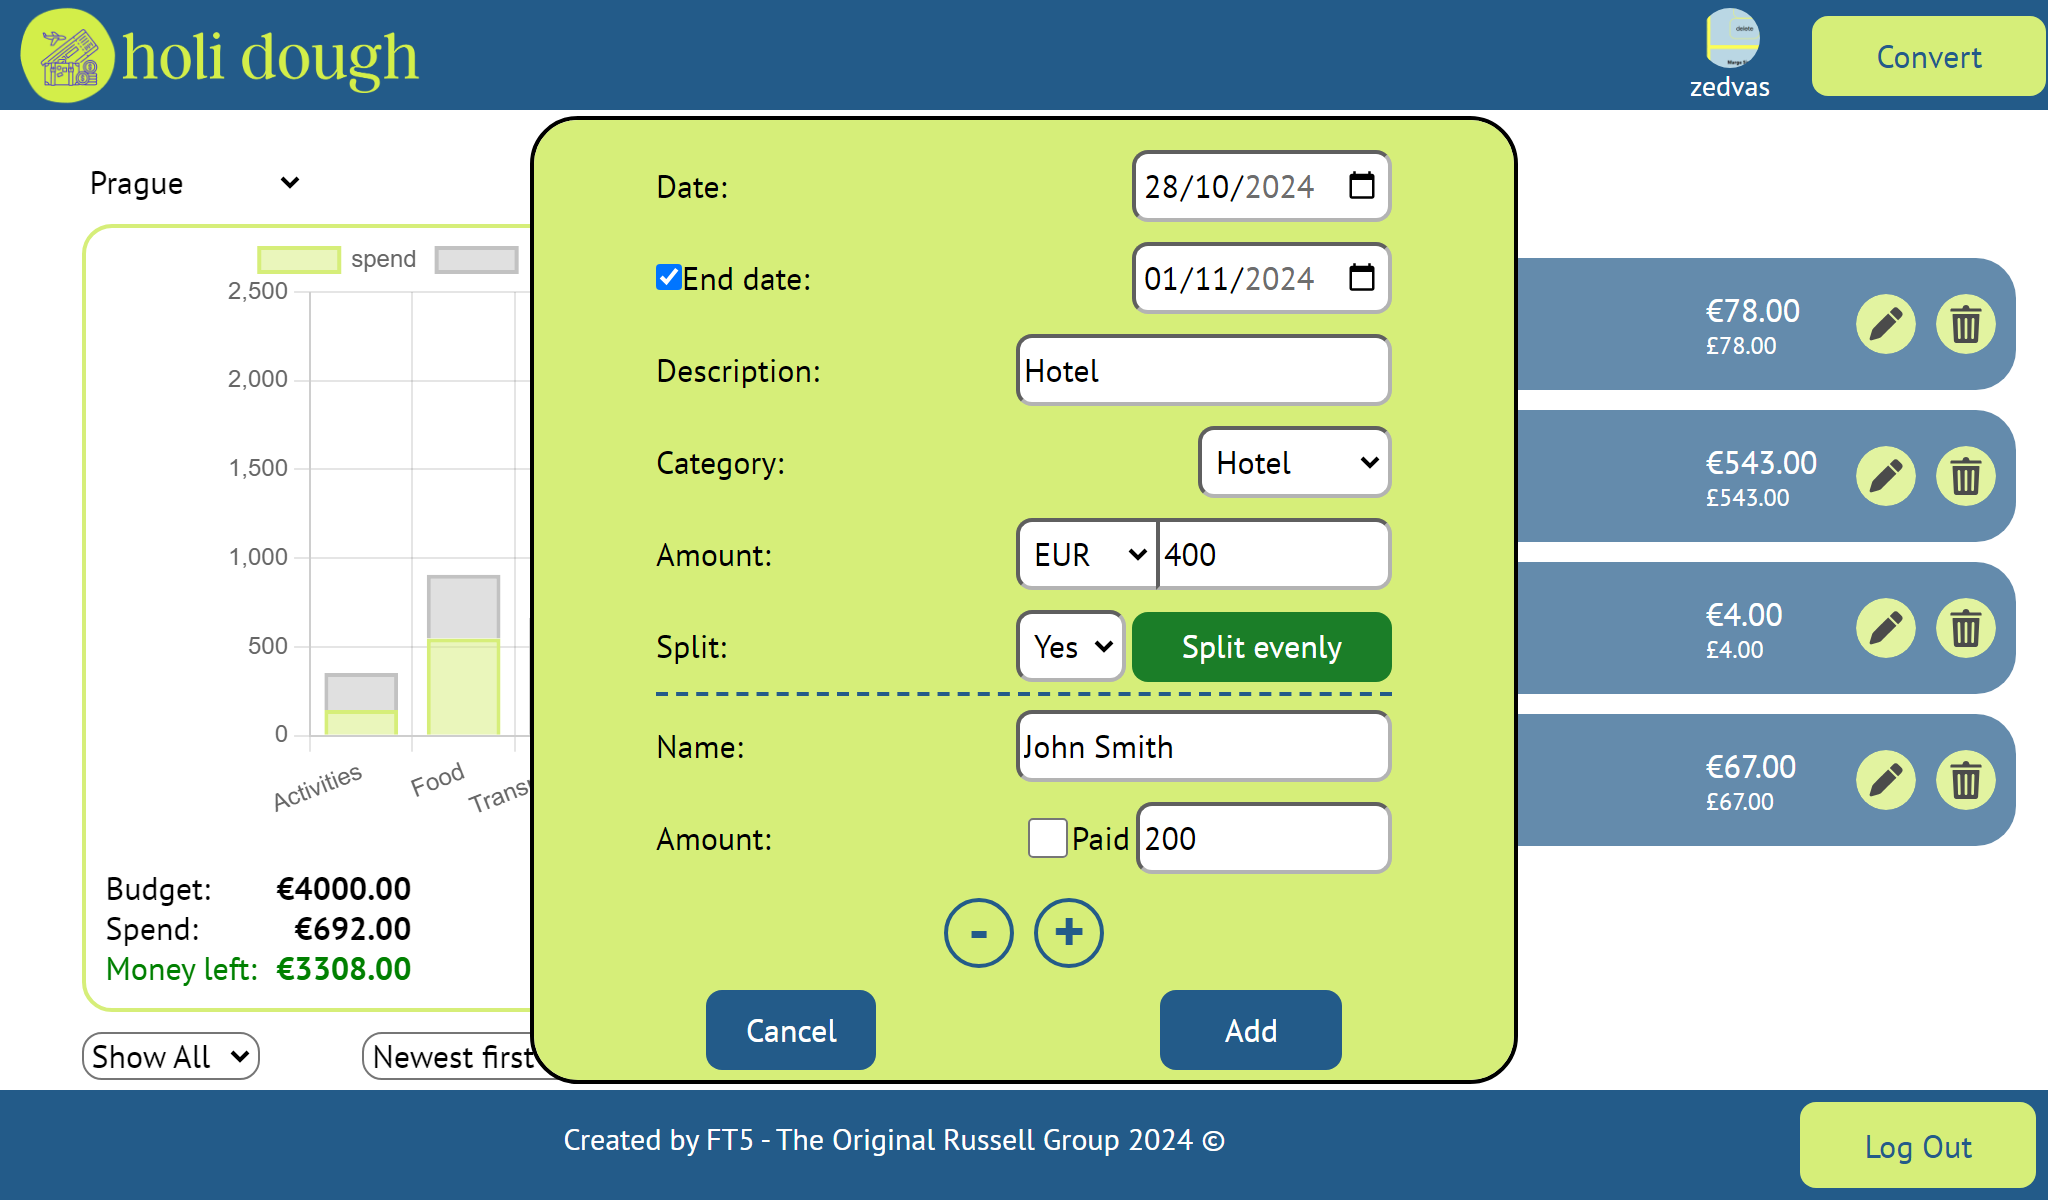 holi dough
delete
zedvas
Convert
Prague
spend
2,500
2,000
1,500
1,000
500
0
Activities
Food
Budget: €4000.00
Spend: €692.00
Money left: €3308.00
Show All
Newest first
Date: 28/10/2024
End date: 01/11/2024
Description: Hotel
Category: Hotel
Amount: EUR 400
Split: Yes Split evenly
Name: John Smith
Amount: Paid 200
- +
Cancel Add
€78.00
£78.00
€543.00
£543.00
€4.00
£4.00
€67.00
£67.00
Created by FT5 - The Original Russell Group 2024 ©
Log Out